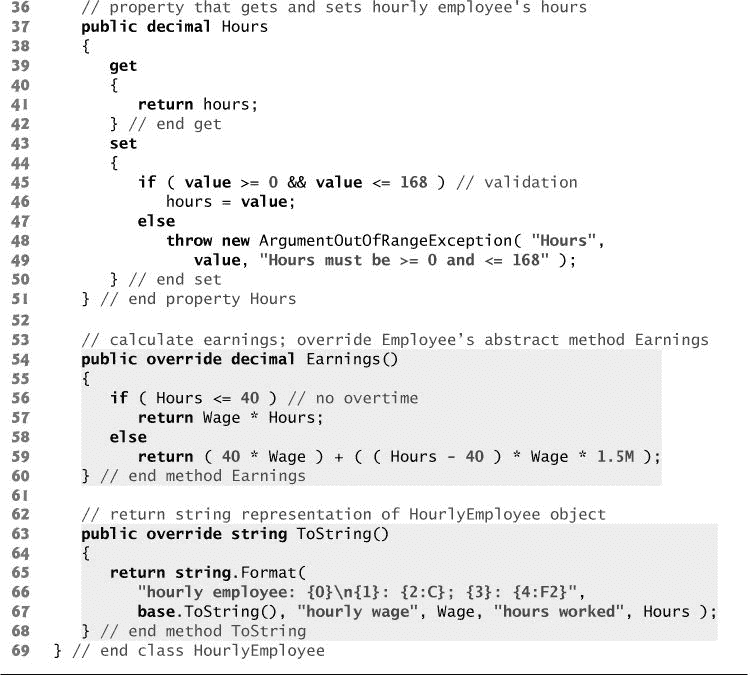 36 // property that gets and sets hourly employee's hours
37 public decimal Hours
38 {
39 get
40 {
41 return hours;
42 } // end get
43 set
44 {
45 if ( value >= 0 && value <= 168 ) // validation
46 hours = value;
47 else
48 throw new ArgumentOutOfRangeException( "Hours",
49 value, "Hours must be >= 0 and <= 168" );
50 } // end set
51 } // end property Hours
52
53 // calculate earnings; override Employee’s abstract method Earnings
54 public override decimal Earnings()
55 {
56 if ( Hours <= 40 ) // no overtime
57 return Wage * Hours;
58 else
59 return ( 40 * Wage ) + ( ( Hours - 40 ) * Wage * 1.5M );
60 } // end method Earnings
61
62 // return string representation of HourlyEmployee object
63 public override string ToString()
64 {
65 return string.Format(
66 "hourly employee: {0}\n{1}: {2:C}; {3}: {4:F2}",
67 base.ToString(), "hourly wage", Wage, "hours worked", Hours );
68 } // end method ToString
69 } // end class HourlyEmployee